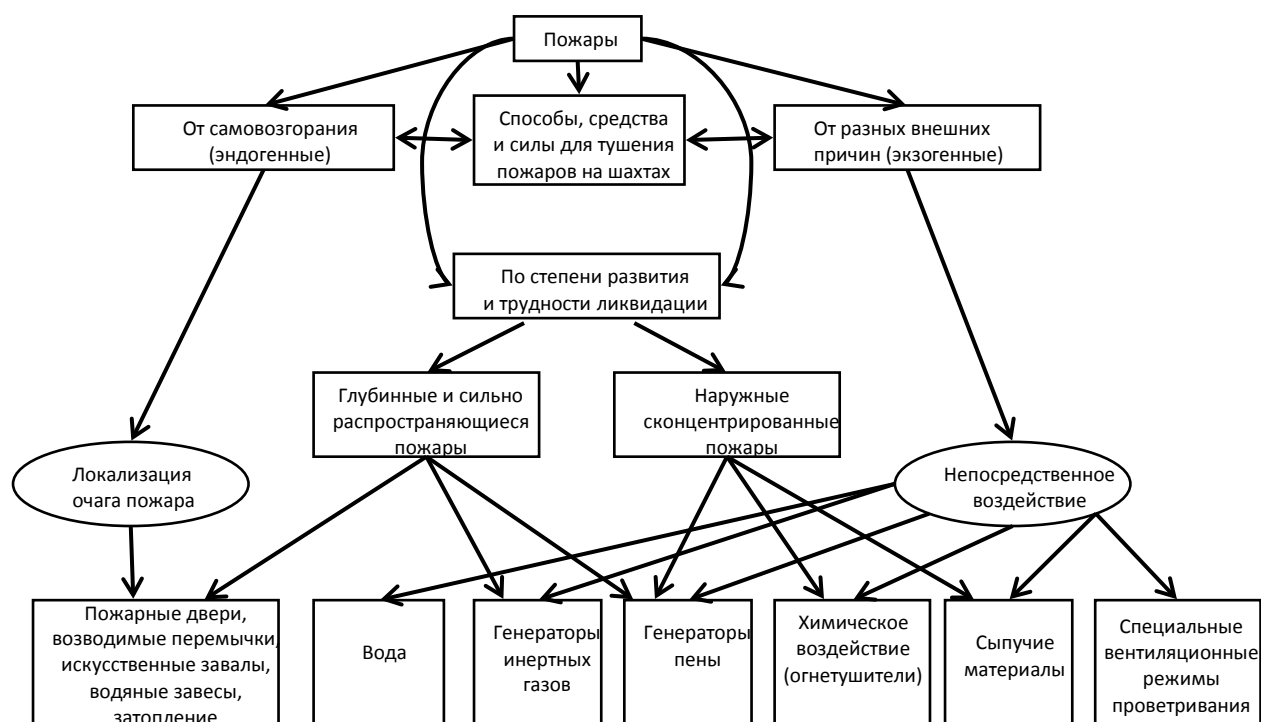 Пожары
От самовозгорания
(эндогенные)
Способы, средства
и силы для тушения
пожаров на шахтах
От разных внешних
причин (экзогенные)
По степени развития
и трудности ликвидации
Глубинные и сильно
распространяющиеся
пожары
Наружные
сконцентрированные
пожары
Локализация
очага пожара
Непосредственное
воздействие
Пожарные двери,
возводимые перемычки,
искусственные завалы,
водяные завесы,
затопление
Вода
Генераторы
инертных
газов
Генераторы
пены
Химическое
воздействие
(огнетушители)
Сыпучие
материалы
Специальные
вентиляционные
режимы
проветривания